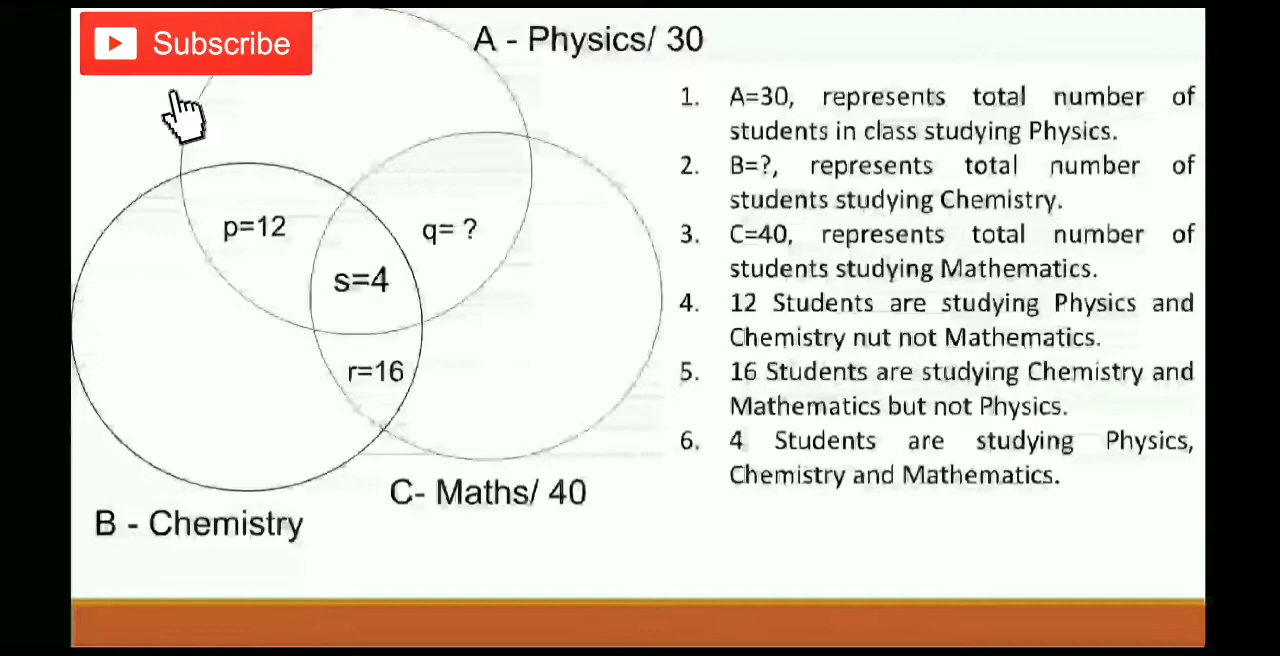 Subscribe
A - Physics/ 30
p=12
q= ?
s=4
r=16
C- Maths/ 40
B - Chemistry
1. A=30, represents total number of
students in class studying Physics.
2. B=?, represents total number of
students studying Chemistry.
3. C=40, represents total number of
students studying Mathematics.
4. 12 Students are studying Physics and
Chemistry nut not Mathematics.
5. 16 Students are studying Chemistry and
Mathematics but not Physics.
6. 4 Students are studying Physics,
Chemistry and Mathematics.